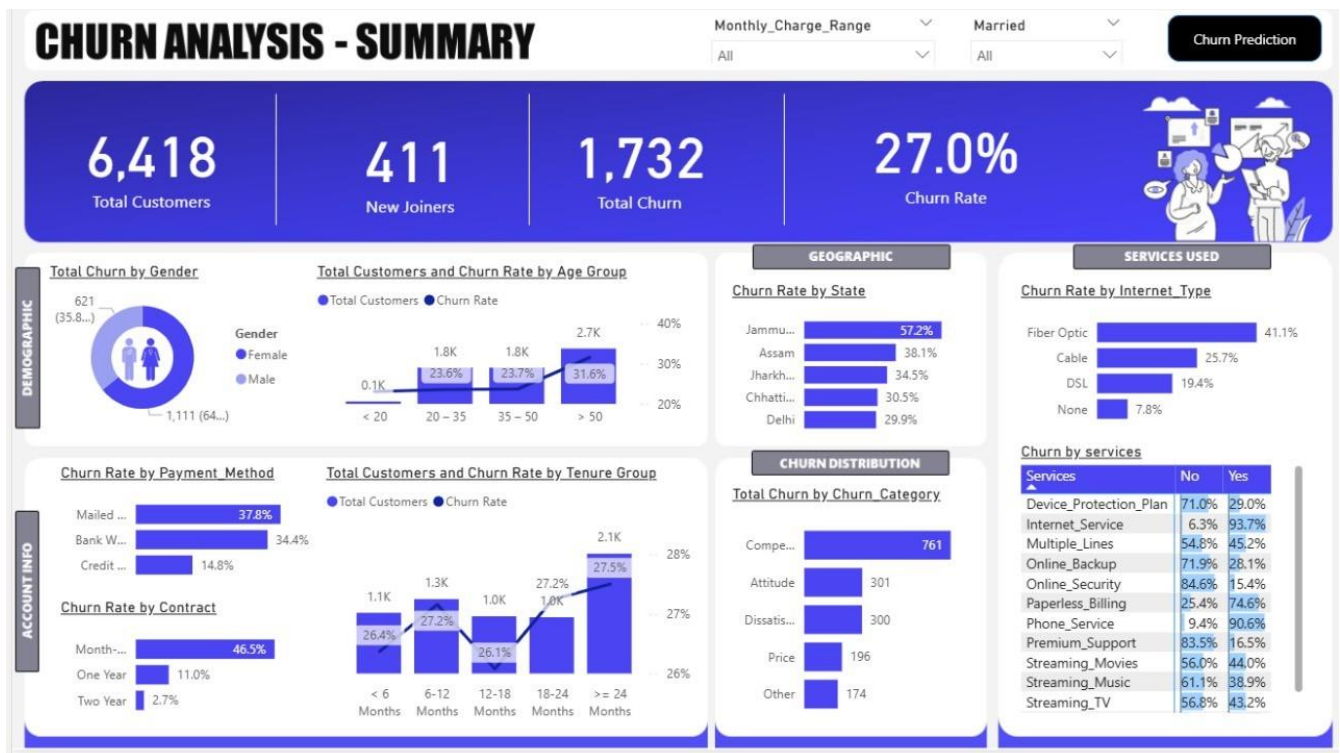 CHURN ANALYSIS - SUMMARY
Monthly_Charge_Range
All
Married
All
Churn Prediction
6,418
Total Customers
411
New Joiners
1,732
Total Churn
27.0%
Churn Rate
DEMOGRAPHIC
Total Churn by Gender
621
(35.8...)
1,111 (64...)
Gender
Female
Male
Total Customers and Churn Rate by Age Group
Total Customers Churn Rate
0.1K 1.8K 1.8K 2.7K
23.6% 23.7% 31.6%
40%
30%
20%
< 20 20 – 35 35 – 50 > 50
GEOGRAPHIC
Churn Rate by State
Jammu... 57.2%
Assam 38.1%
Jharkh... 34.5%
Chhatti... 30.5%
Delhi 29.9%
SERVICES USED
Churn Rate by Internet_Type
Fiber Optic 41.1%
Cable 25.7%
DSL 19.4%
None 7.8%
Churn by services
Services No Yes
Device_Protection_Plan 71.0% 29.0%
Internet_Service 6.3% 93.7%
Multiple_Lines 54.8% 45.2%
Online_Backup 71.9% 28.1%
Online_Security 84.6% 15.4%
Paperless_Billing 25.4% 74.6%
Phone_Service 9.4% 90.6%
Premium_Support 83.5% 16.5%
Streaming_Movies 56.0% 44.0%
Streaming_Music 61.1% 38.9%
Streaming_TV 56.8% 43.2%
ACCOUNT INFO
Churn Rate by Payment_Method
Mailed ... 37.8%
Bank W... 34.4%
Credit ... 14.8%
Churn Rate by Contract
Month-... 46.5%
One Year 11.0%
Two Year 2.7%
Total Customers and Churn Rate by Tenure Group
Total Customers Churn Rate
1.1K 1.3K 1.0K 1.0K 2.1K
26.4% 27.2% 26.1% 27.2% 27.5%
28%
27%
26%
< 6 6-12 12-18 18-24 >= 24
Months Months Months Months Months
CHURN DISTRIBUTION
Total Churn by Churn_Category
Compe... 761
Attitude 301
Dissatis... 300
Price 196
Other 174